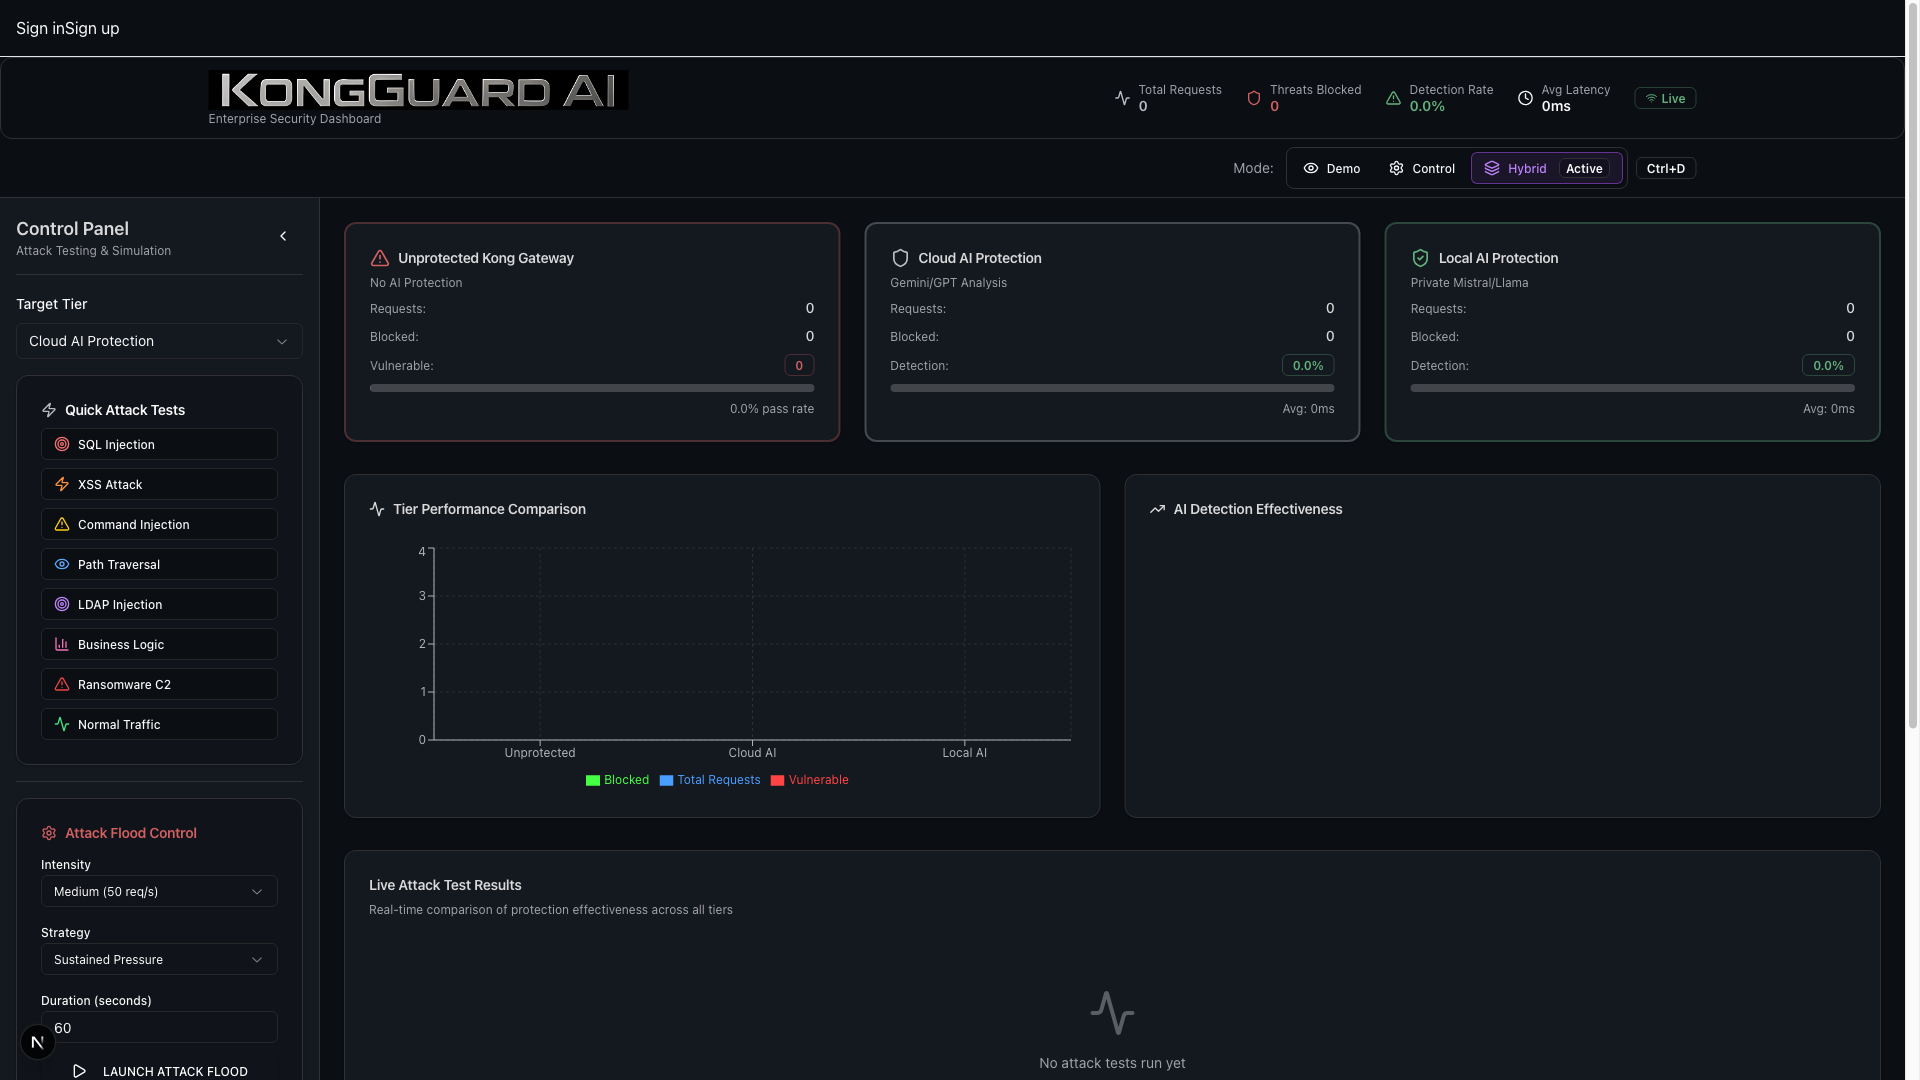 Sign inSign up
KONGGUARD AI
Enterprise Security Dashboard
Total Requests
0
Threats Blocked
0
Detection Rate
0.0%
Avg Latency
0ms
Live
Mode:
Demo
Control
Hybrid
Active
Ctrl+D
Control Panel
Attack Testing & Simulation
Target Tier
Cloud AI Protection
Quick Attack Tests
SQL Injection
XSS Attack
Command Injection
Path Traversal
LDAP Injection
Business Logic
Ransomware C2
Normal Traffic
Attack Flood Control
Intensity
Medium (50 req/s)
Strategy
Sustained Pressure
Duration (seconds)
60
N
LAUNCH ATTACK FLOOD
Unprotected Kong Gateway
No AI Protection
Requests:
0
Blocked:
0
Vulnerable:
0
0.0% pass rate
Cloud AI Protection
Gemini/GPT Analysis
Requests:
0
Blocked:
0
Detection:
0.0%
Avg: 0ms
Local AI Protection
Private Mistral/Llama
Requests:
0
Blocked:
0
Detection:
0.0%
Avg: 0ms
Tier Performance Comparison
4
3
2
1
0
Unprotected
Cloud AI
Local AI
Blocked
Total Requests
Vulnerable
AI Detection Effectiveness
Live Attack Test Results
Real-time comparison of protection effectiveness across all tiers
No attack tests run yet